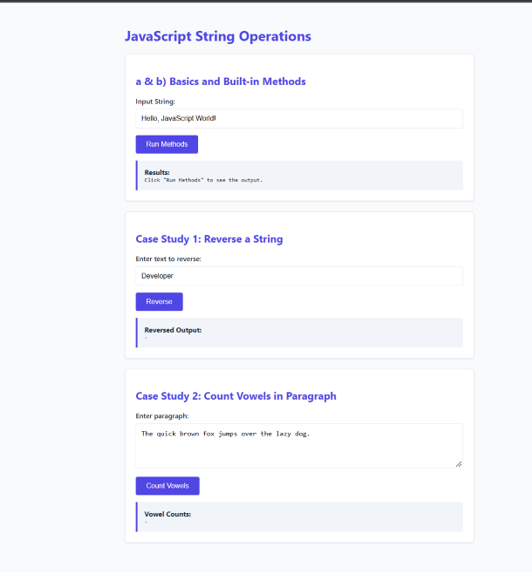 JavaScript String Operations
a & b) Basics and Built-in Methods
Input String:
Hello, JavaScript World!
Run Methods
Results:
Click "Run Methods" to see the output.
Case Study 1: Reverse a String
Enter text to reverse:
Developer
Reverse
Reversed Output:
-
Case Study 2: Count Vowels in Paragraph
Enter paragraph:
The quick brown fox jumps over the lazy dog.
Count Vowels
Vowel Counts:
-